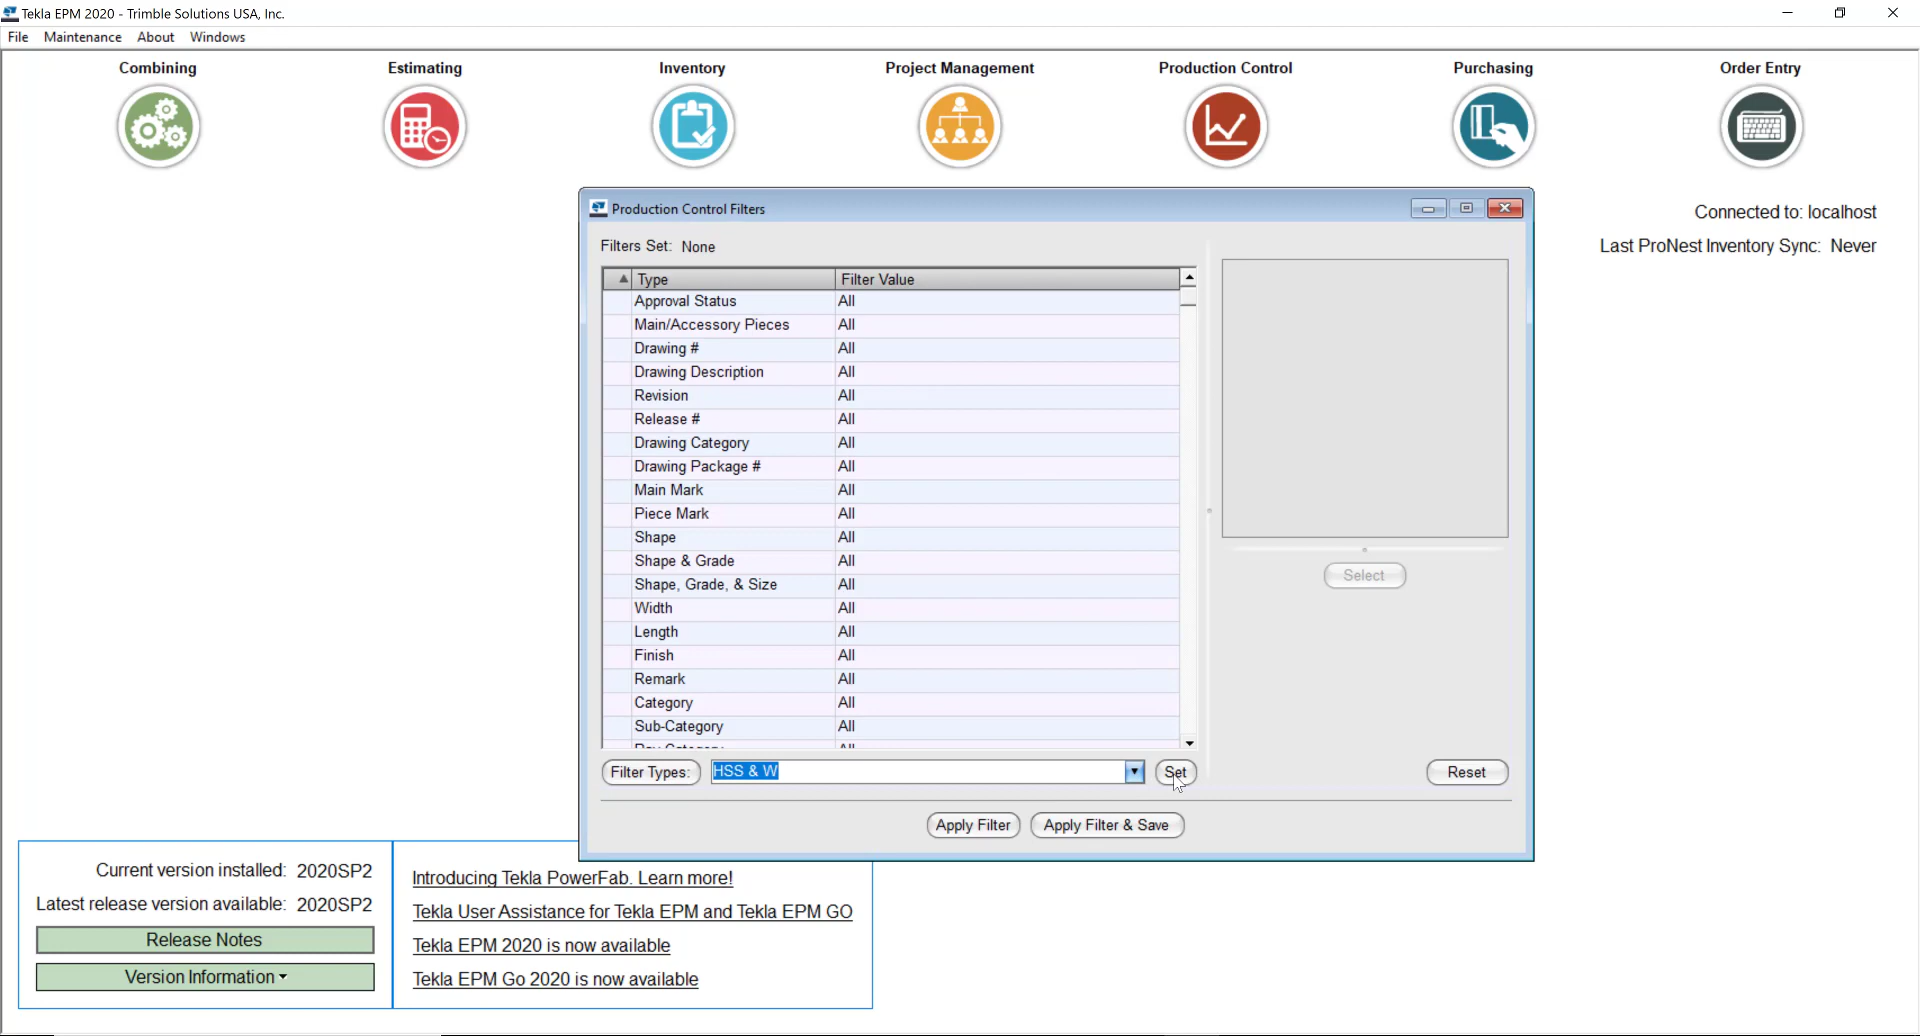 Tekla EPM 2020 - Trimble Solutions USA, Inc.
File Maintenance About Windows
Combining Estimating Inventory Project Management Production Control Purchasing Order Entry
Connected to: localhost
Last ProNest Inventory Sync: Never
Production Control Filters
Filters Set: None
Type Filter Value
Approval Status All
Main/Accessory Pieces All
Drawing # All
Drawing Description All
Revision All
Release # All
Drawing Category All
Drawing Package # All
Main Mark All
Piece Mark All
Shape All
Shape & Grade All
Shape, Grade, & Size All
Width All
Length All
Finish All
Remark All
Category All
Sub-Category All
Select
Filter Types: HSS & W Set Reset
Apply Filter Apply Filter & Save
Current version installed: 2020SP2
Latest release version available: 2020SP2
Release Notes
Version Information
Introducing Tekla PowerFab. Learn more!
Tekla User Assistance for Tekla EPM and Tekla EPM GO
Tekla EPM 2020 is now available
Tekla EPM Go 2020 is now available